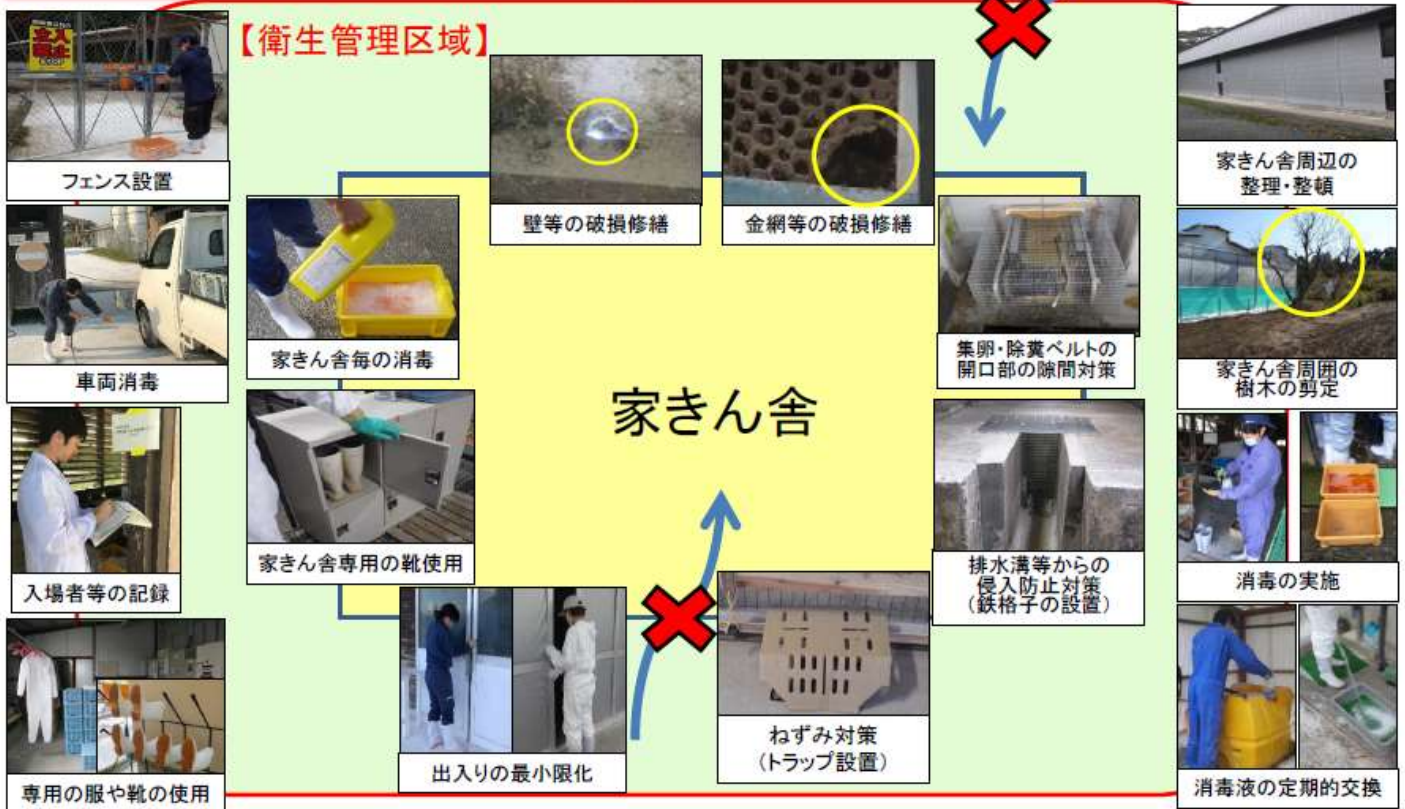 【衛生管理区域】
立入
禁止
フェンス設置
壁等の破損修繕
金網等の破損修繕
家きん舎周辺の
整理・整頓
車両消毒
家きん舎毎の消毒
集卵・除糞ベルトの
開口部の隙間対策
家きん舎周囲の
樹木の剪定
家きん舎
入場者等の記録
家きん舎専用の靴使用
排水溝等からの
侵入防止対策
(鉄格子の設置)
消毒の実施
専用の服や靴の使用
出入りの最小限化
ねずみ対策
(トラップ設置)
消毒液の定期的交換